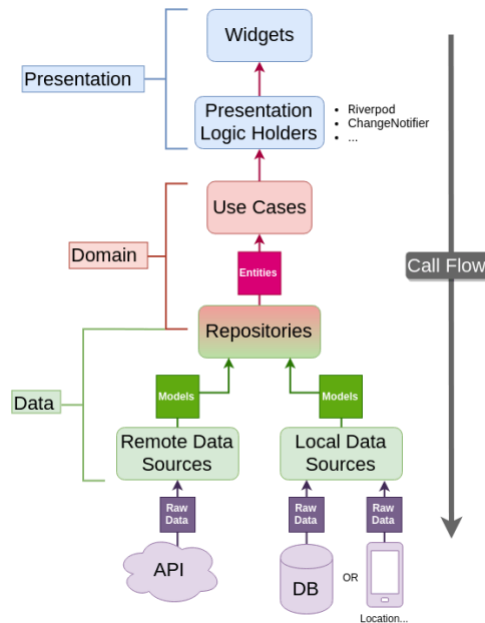 Widgets
Presentation
Presentation
Logic Holders
• Riverpod
• ChangeNotifier
• ...
Use Cases
Domain
Entities
Call Flow
Repositories
Data
Models
Models
Remote Data
Sources
Local Data
Sources
Raw
Data
Raw
Data
Raw
Data
API
DB
OR
Location...